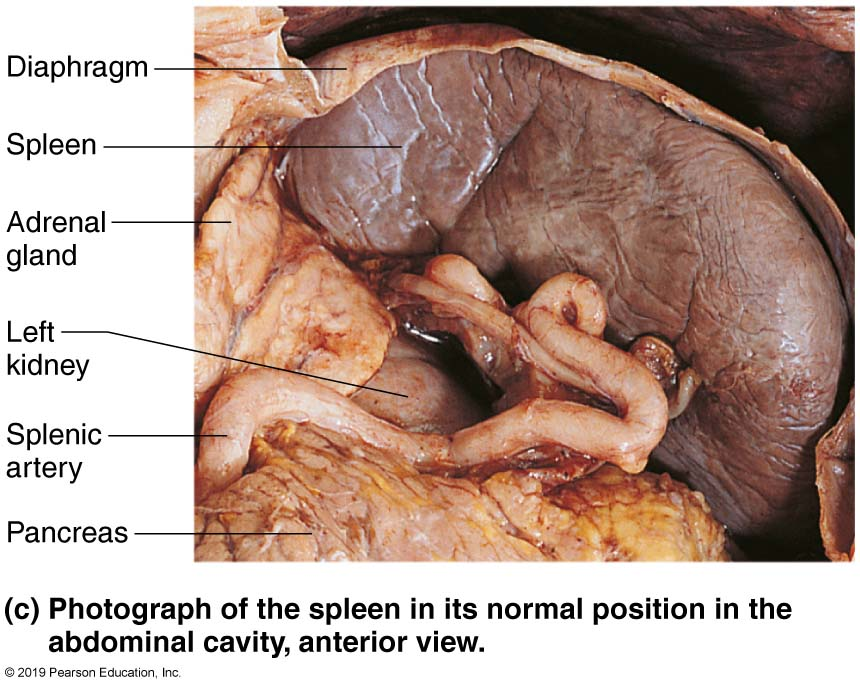 Diaphragm
Spleen
Adrenal
gland
Left
kidney
Splenic
artery
Pancreas
(c) Photograph of the spleen in its normal position in the
abdominal cavity, anterior view.
© 2019 Pearson Education, Inc.